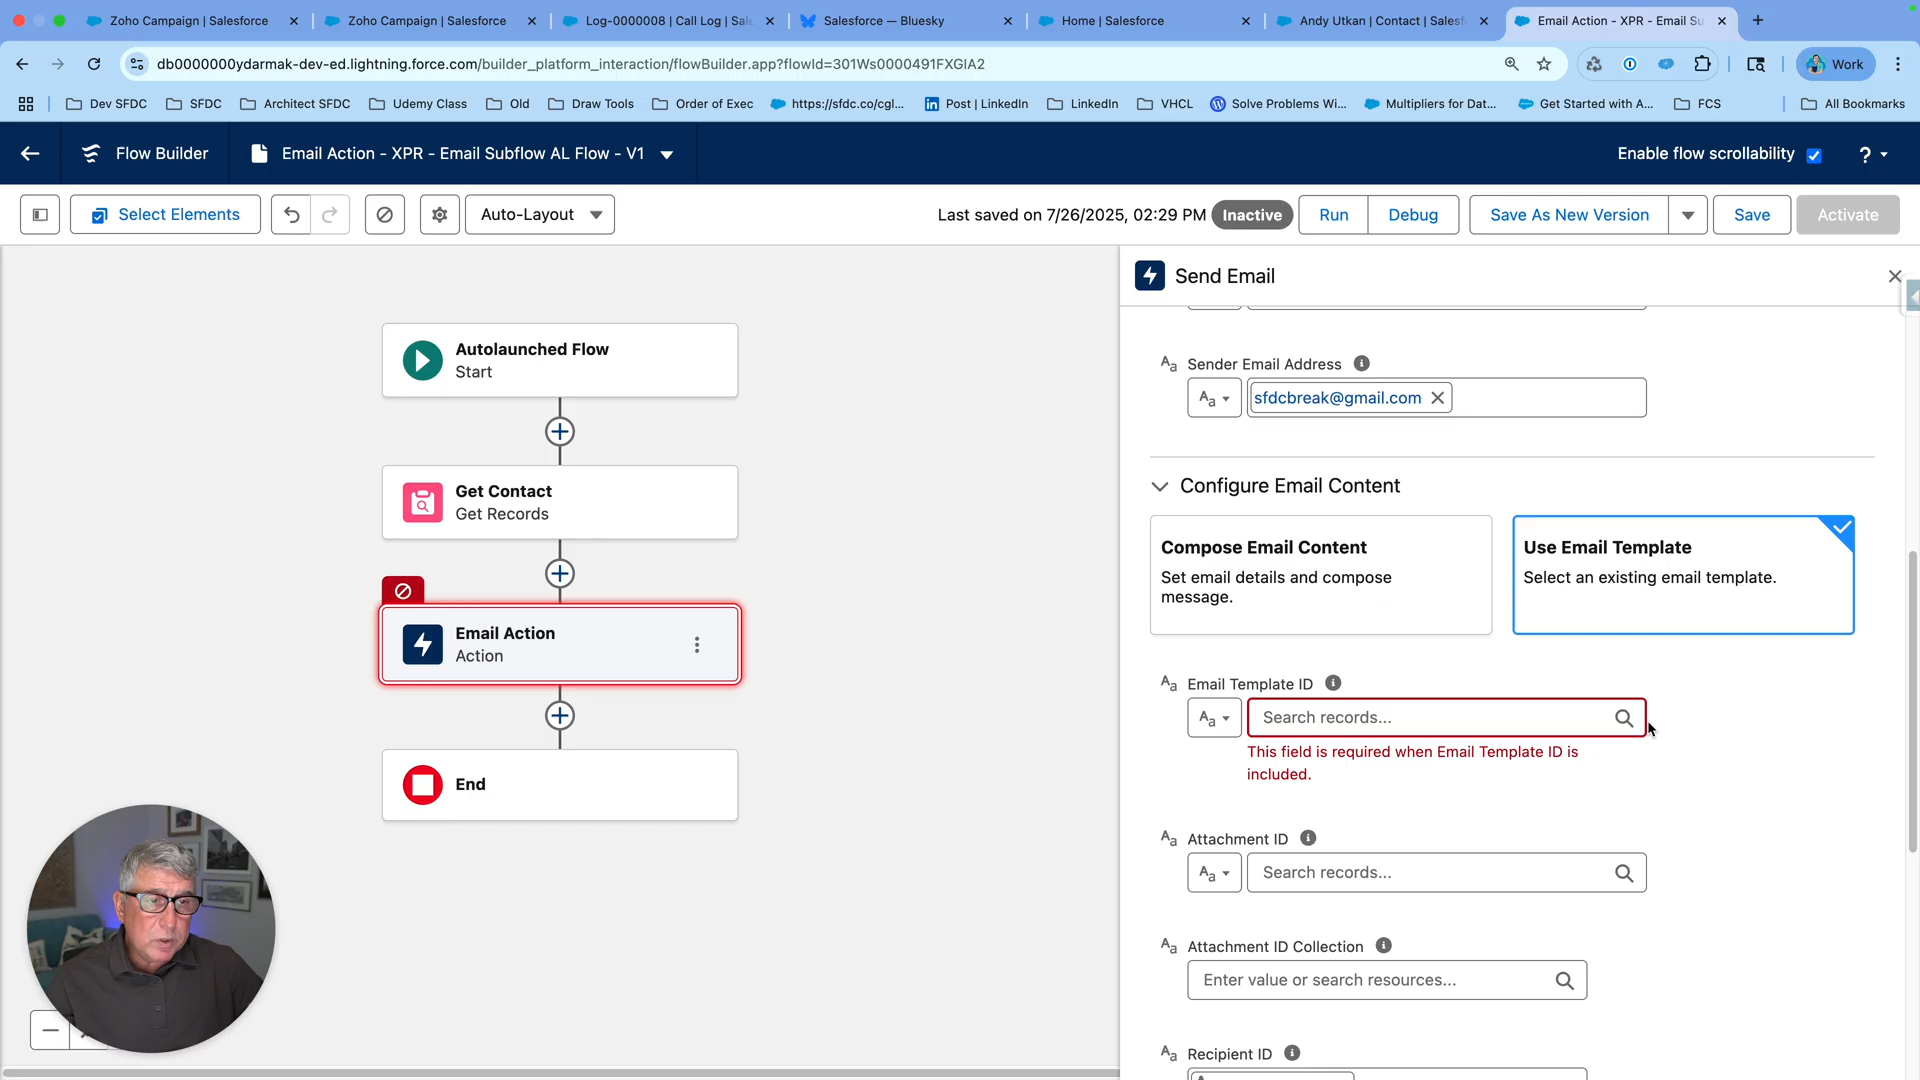 Zoho Campaign | Salesforce
Zoho Campaign | Salesforce
Log-0000008 | Call Log | Sal
Salesforce — Bluesky
Home | Salesforce
Andy Utkan | Contact | Salesf
Email Action - XPR - Email Su
db0000000ydarmak-dev-ed.lightning.force.com/builder_platform_interaction/flowBuilder.app?flowId=301Ws0000491FXGIA2
Work
Dev SFDC
SFDC
Architect SFDC
Udemy Class
Old
Draw Tools
Order of Exec
https://sfdc.co/cgl...
Post | LinkedIn
LinkedIn
VHCL
Solve Problems Wi...
Multipliers for Dat...
Get Started with A...
FCS
All Bookmarks
Flow Builder
Email Action - XPR - Email Subflow AL Flow - V1
Enable flow scrollability
?
Select Elements
Auto-Layout
Last saved on 7/26/2025, 02:29 PM
Inactive
Run
Debug
Save As New Version
Save
Activate
Autolaunched Flow
Start
Get Contact
Get Records
Email Action
Action
End
Send Email
Aa Sender Email Address
Aa
sfdcbreak@gmail.com
Configure Email Content
Compose Email Content
Set email details and compose
message.
Use Email Template
Select an existing email template.
Aa Email Template ID
Aa
Search records...
This field is required when Email Template ID is
included.
Aa Attachment ID
Aa
Search records...
Aa Attachment ID Collection
Enter value or search resources...
Aa Recipient ID